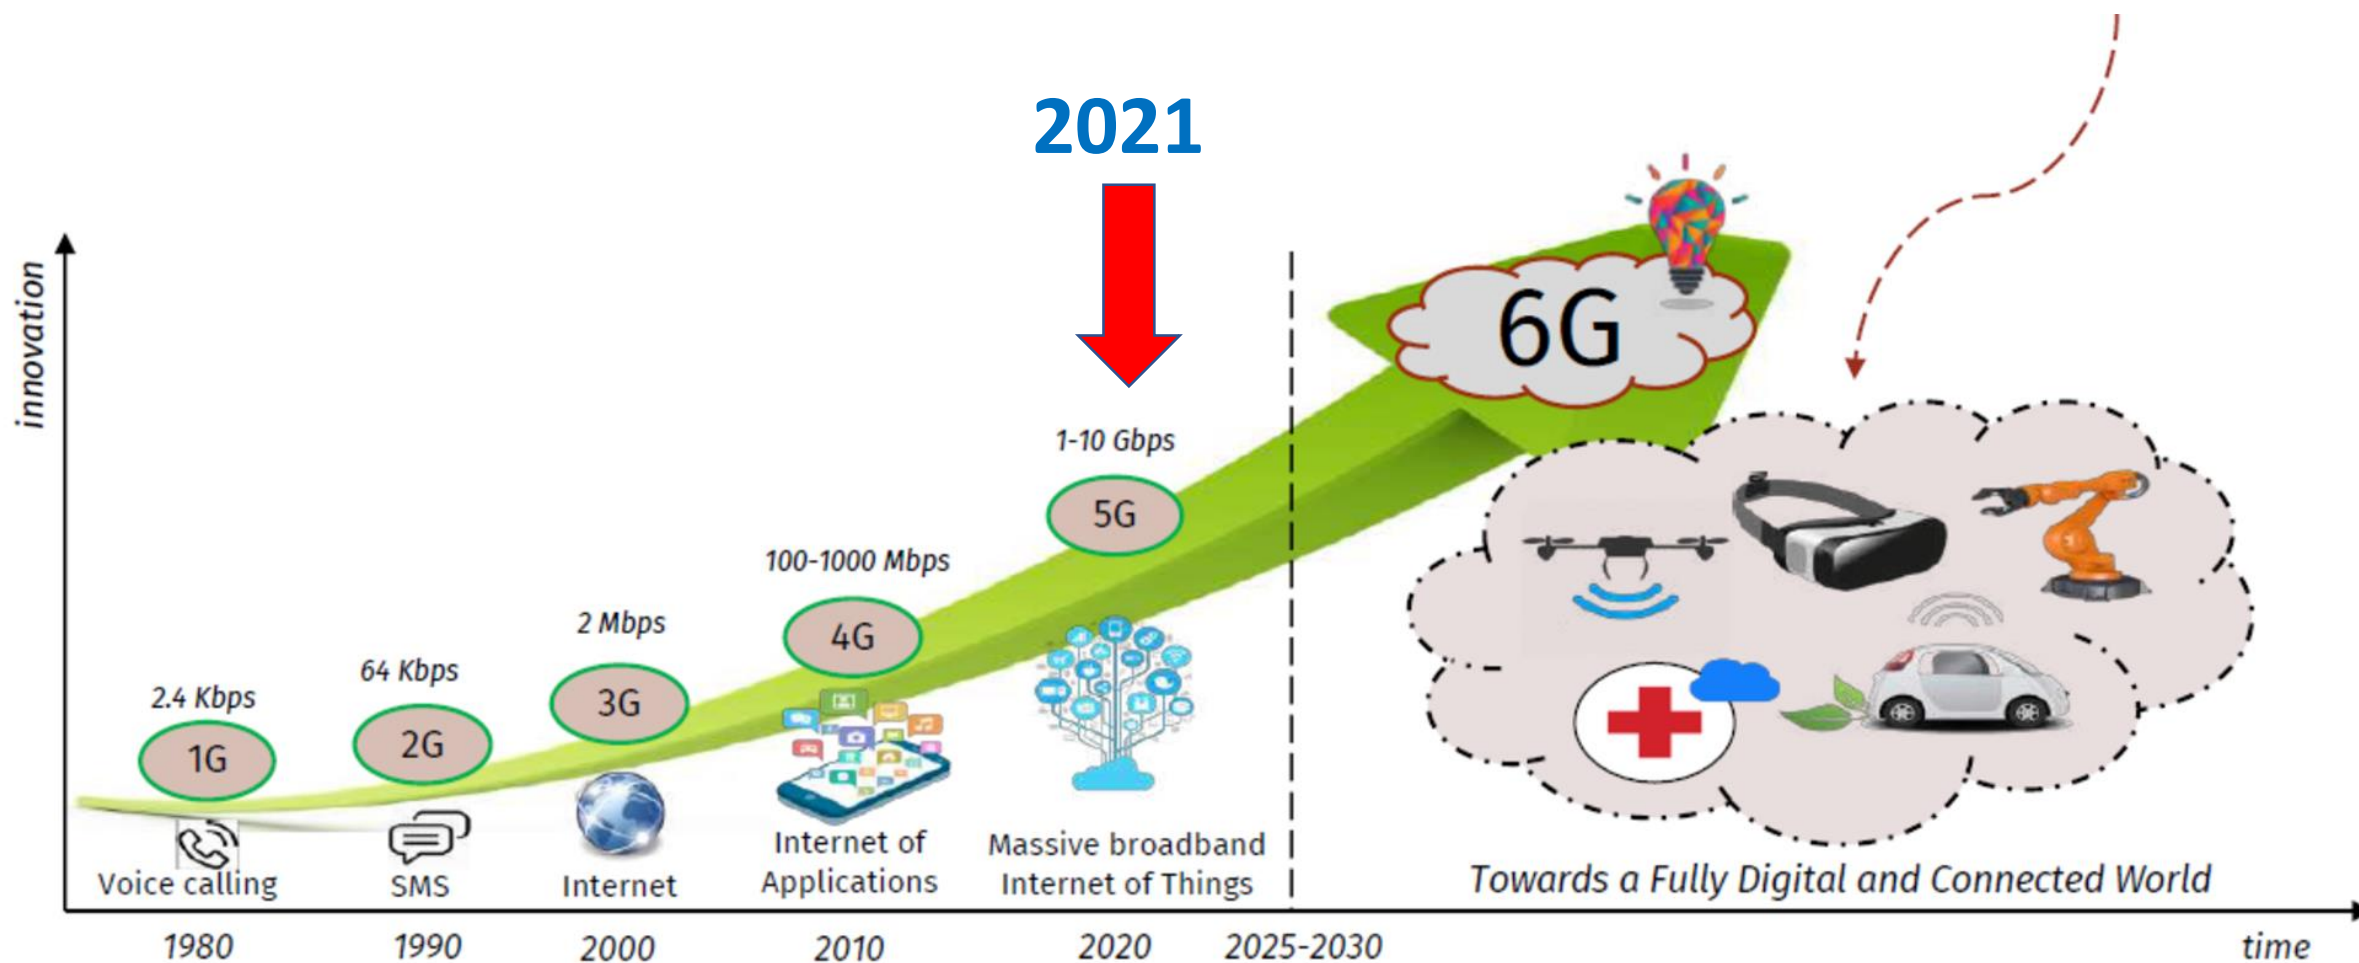 2021
innovation
6G
1-10 Gbps
5G
100-1000 Mbps
4G
2 Mbps
3G
64 Kbps
2G
2.4 Kbps
1G
Voice calling
SMS
Internet
Internet of
Applications
Massive broadband
Internet of Things
Towards a Fully Digital and Connected World
1980
1990
2000
2010
2020
2025-2030
time